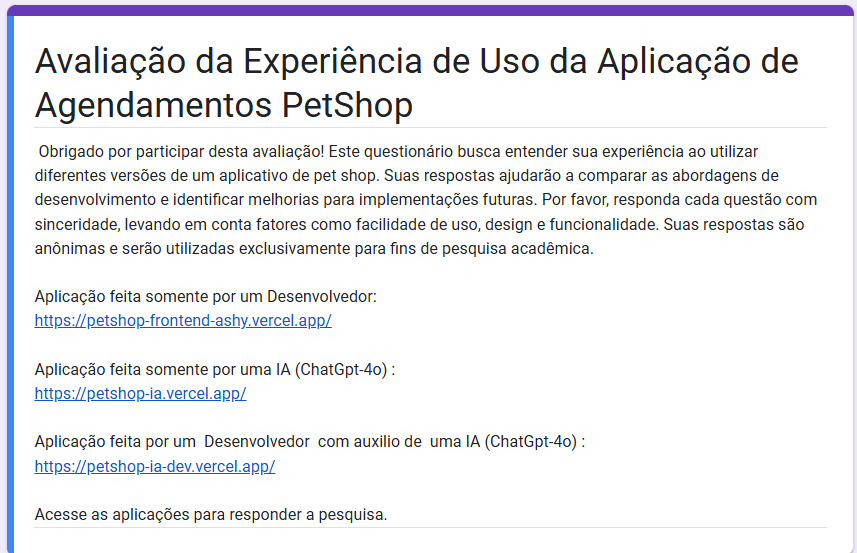 Avaliação da Experiência de Uso da Aplicação de
Agendamentos PetShop
Obrigado por participar desta avaliação! Este questionário busca entender sua experiência ao utilizar
diferentes versões de um aplicativo de pet shop. Suas respostas ajudarão a comparar as abordagens de
desenvolvimento e identificar melhorias para implementações futuras. Por favor, responda cada questão com
sinceridade, levando em conta fatores como facilidade de uso, design e funcionalidade. Suas respostas são
anônimas e serão utilizadas exclusivamente para fins de pesquisa acadêmica.
Aplicação feita somente por um Desenvolvedor:
https://petshop-frontend-ashy.vercel.app/
Aplicação feita somente por uma IA (ChatGpt-4o) :
https://petshop-ia.vercel.app/
Aplicação feita por um  Desenvolvedor  com auxilio de  uma IA (ChatGpt-4o) :
https://petshop-ia-dev.vercel.app/
Acesse as aplicações para responder a pesquisa.